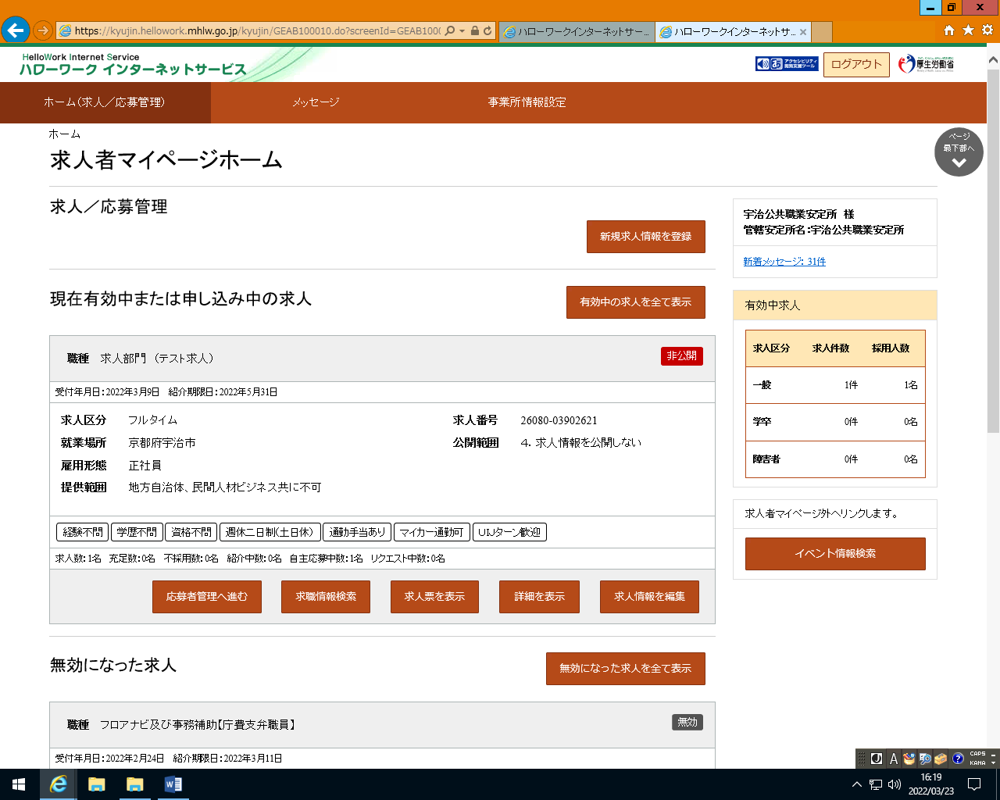 https://kyujin.hellowork.mhlw.go.jp/kyujin/GEAB100010.do?screenId=GEAB100
ハローワークインターネットサー...
ハローワークインターネットサ...
HelloWork Internet Service
ハローワーク インターネットサービス
アクセシビリティ
閲覧支援ツール
ログアウト
厚生労働省
ホーム(求人／応募管理)
メッセージ
事業所情報設定
ホーム
求人者マイページホーム
ページ
最下部へ
求人／応募管理
新規求人情報を登録
宇治公共職業安定所 様
管轄安定所名：宇治公共職業安定所
新着メッセージ: 31件
現在有効中または申し込み中の求人
有効中の求人を全て表示
職種 求人部門 （テスト求人）
非公開
受付年月日：2022年3月9日 紹介期限日：2022年5月31日
求人区分 フルタイム
求人番号 26080-03902621
就業場所 京都府宇治市
公開範囲 4．求人情報を公開しない
雇用形態 正社員
提供範囲 地方自治体、民間人材ビジネス共に不可
経験不問 学歴不問 資格不問 週休二日制(土日休) 通勤手当あり マイカー通勤可 UIJターン歓迎
求人数:1名 充足数:0名 不採用数:0名 紹介中数:0名 自主応募中数:1名 リクエスト中数:0名
応募者管理へ進む
求職情報検索
求人票を表示
詳細を表示
求人情報を編集
有効中求人
求人区分 求人件数 採用人数
一般 1件 1名
学卒 0件 0名
障害者 0件 0名
求人者マイページ外へリンクします。
イベント情報検索
無効になった求人
無効になった求人を全て表示
職種 フロアナビ及び事務補助【庁費支弁職員】
無効
受付年月日：2022年2月24日 紹介期限日：2022年3月11日
A
CAPS
KANA
16:19
2022/03/23